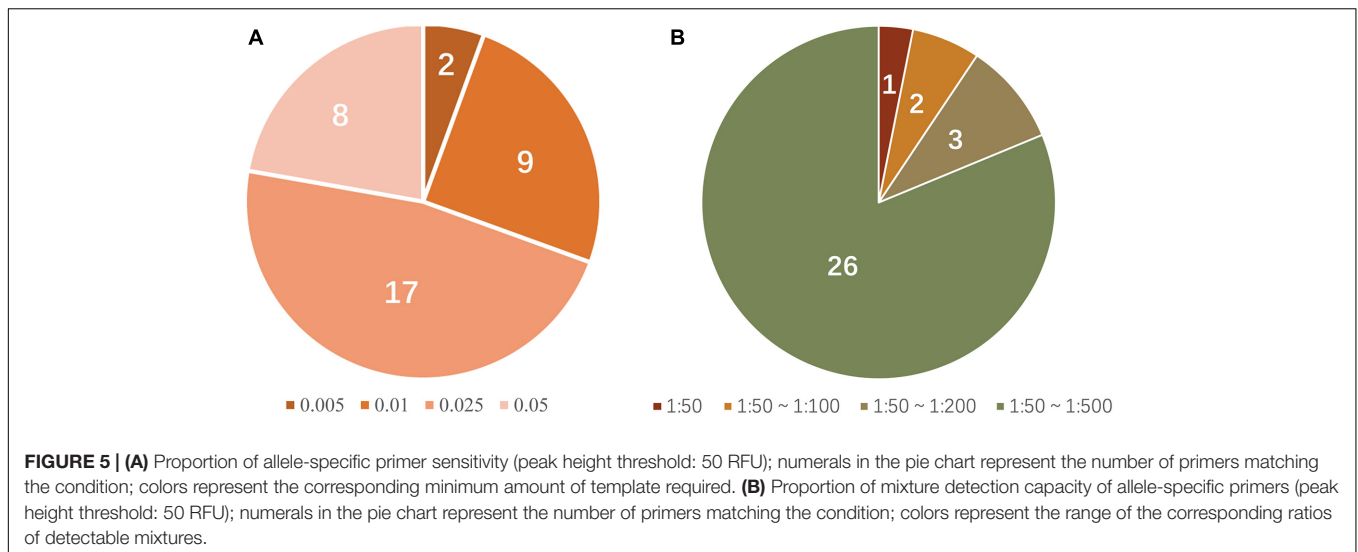 A
B
2
9
17
8
1
2
3
26
0.005 0.01 0.025 0.05
1:50 1:50 ~ 1:100 1:50 ~ 1:200 1:50 ~ 1:500
FIGURE 5 | (A) Proportion of allele-specific primer sensitivity (peak height threshold: 50 RFU); numerals in the pie chart represent the number of primers matching
the condition; colors represent the corresponding minimum amount of template required. (B) Proportion of mixture detection capacity of allele-specific primers (peak
height threshold: 50 RFU); numerals in the pie chart represent the number of primers matching the condition; colors represent the range of the corresponding ratios
of detectable mixtures.